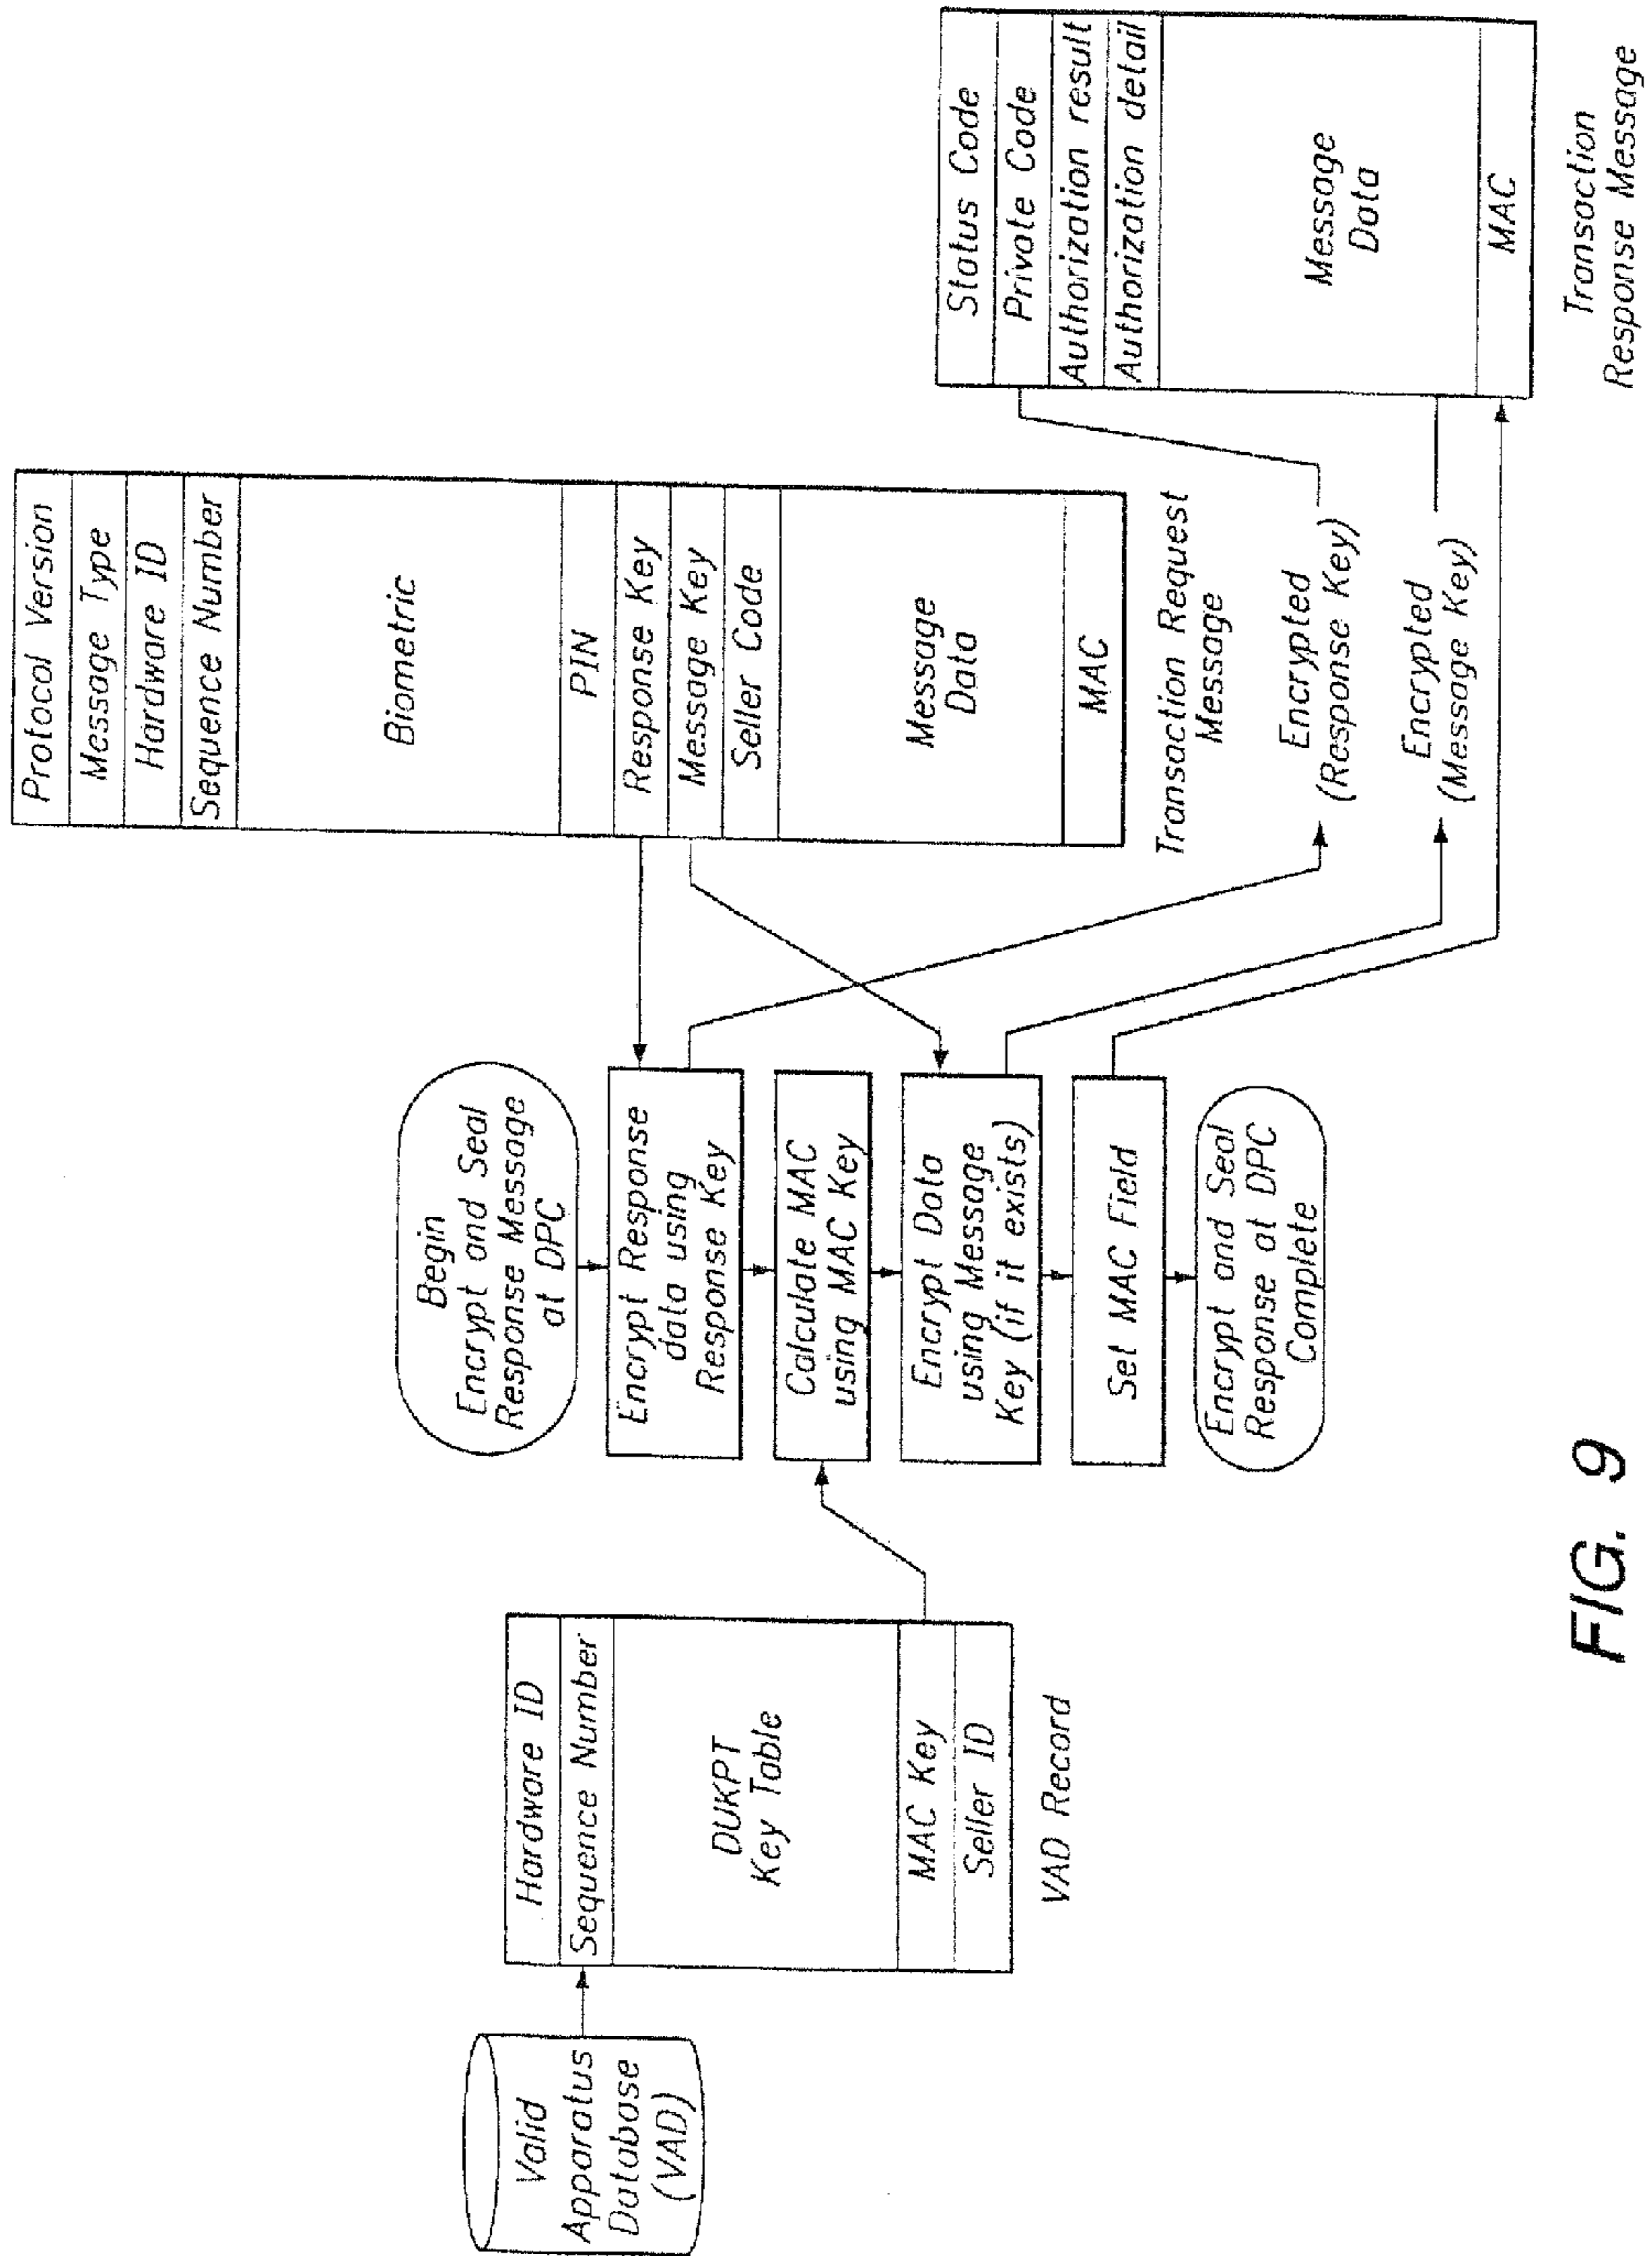 Valid
Apparatus
Database
(VAD)
Hardware ID
Sequence Number
DUKPT
Key Table
MAC Key
Seller ID
VAD Record
Begin
Encrypt and Seal
Response Message
at DPC
Encrypt Response
data using
Response Key
Calculate MAC
using MAC Key
Encrypt Data
using Message
Key (if it exists)
Set MAC Field
Encrypt and Seal
Response at DPC
Complete
Protocol Version
Message Type
Hardware ID
Sequence Number
Biometric
PIN
Response Key
Message Key
Seller Code
Message
Data
MAC
Transaction Request
Message
Encrypted
(Response Key)
Encrypted
(Message Key)
Status Code
Private Code
Authorization result
Authorization detail
Message
Data
MAC
Transaction
Response Message
FIG. 9